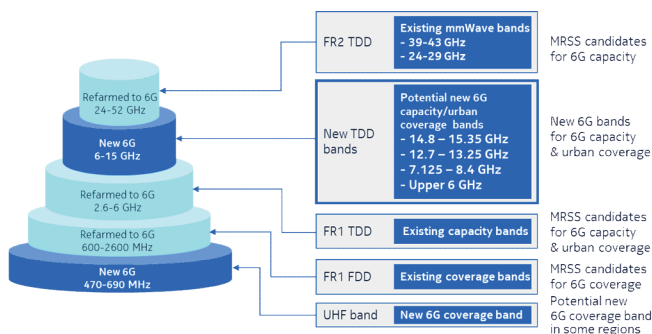 Refarmed to 6G
24-52 GHz
New 6G
6-15 GHz
Refarmed to 6G
2.6-6 GHz
Refarmed to 6G
600-2600 MHz
New 6G
470-690 MHz
FR2 TDD
Existing mmWave bands
- 39-43 GHz
- 24-29 GHz
MRSS candidates
for 6G capacity
New TDD
bands
Potential new 6G
capacity/urban
coverage bands
- 14.8 – 15.35 GHz
- 12.7 – 13.25 GHz
- 7.125 – 8.4 GHz
- Upper 6 GHz
New 6G bands
for 6G capacity
& urban coverage
FR1 TDD
Existing capacity bands
MRSS candidates
for 6G capacity
& urban coverage
FR1 FDD
Existing coverage bands
MRSS candidates
for 6G coverage
UHF band
New 6G coverage band
Potential new
6G coverage band
in some regions